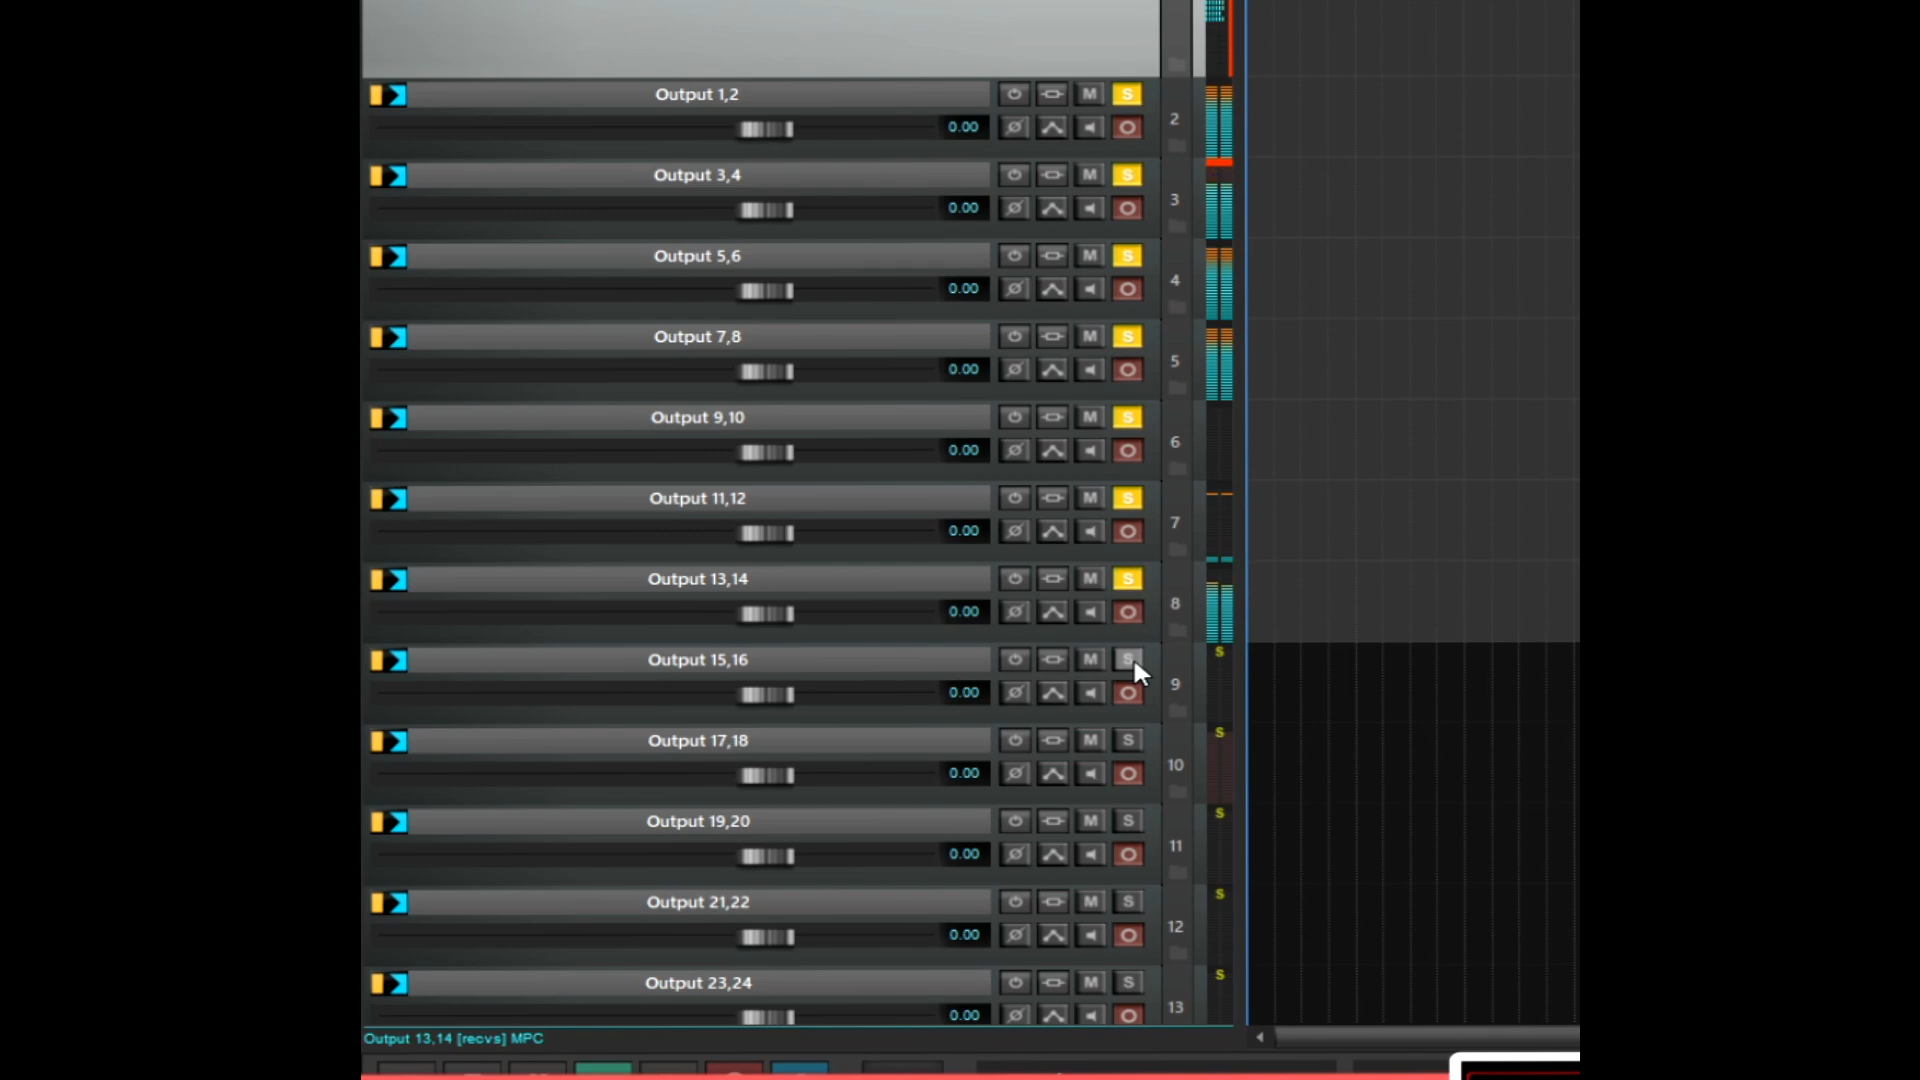 Output 1,2 M S
0.00 2
Output 3,4 M S
0.00 3
Output 5,6 M S
0.00 4
Output 7,8 M S
0.00 5
Output 9,10 M S
0.00 6
Output 11,12 M S
0.00 7
Output 13,14 M S
0.00 8
Output 15,16 M S S
0.00 9
Output 17,18 M S S
0.00 10
Output 19,20 M S S
0.00 11
Output 21,22 M S S
0.00 12
Output 23,24 M S S
0.00 13
Output 13,14 [recvs] MPC